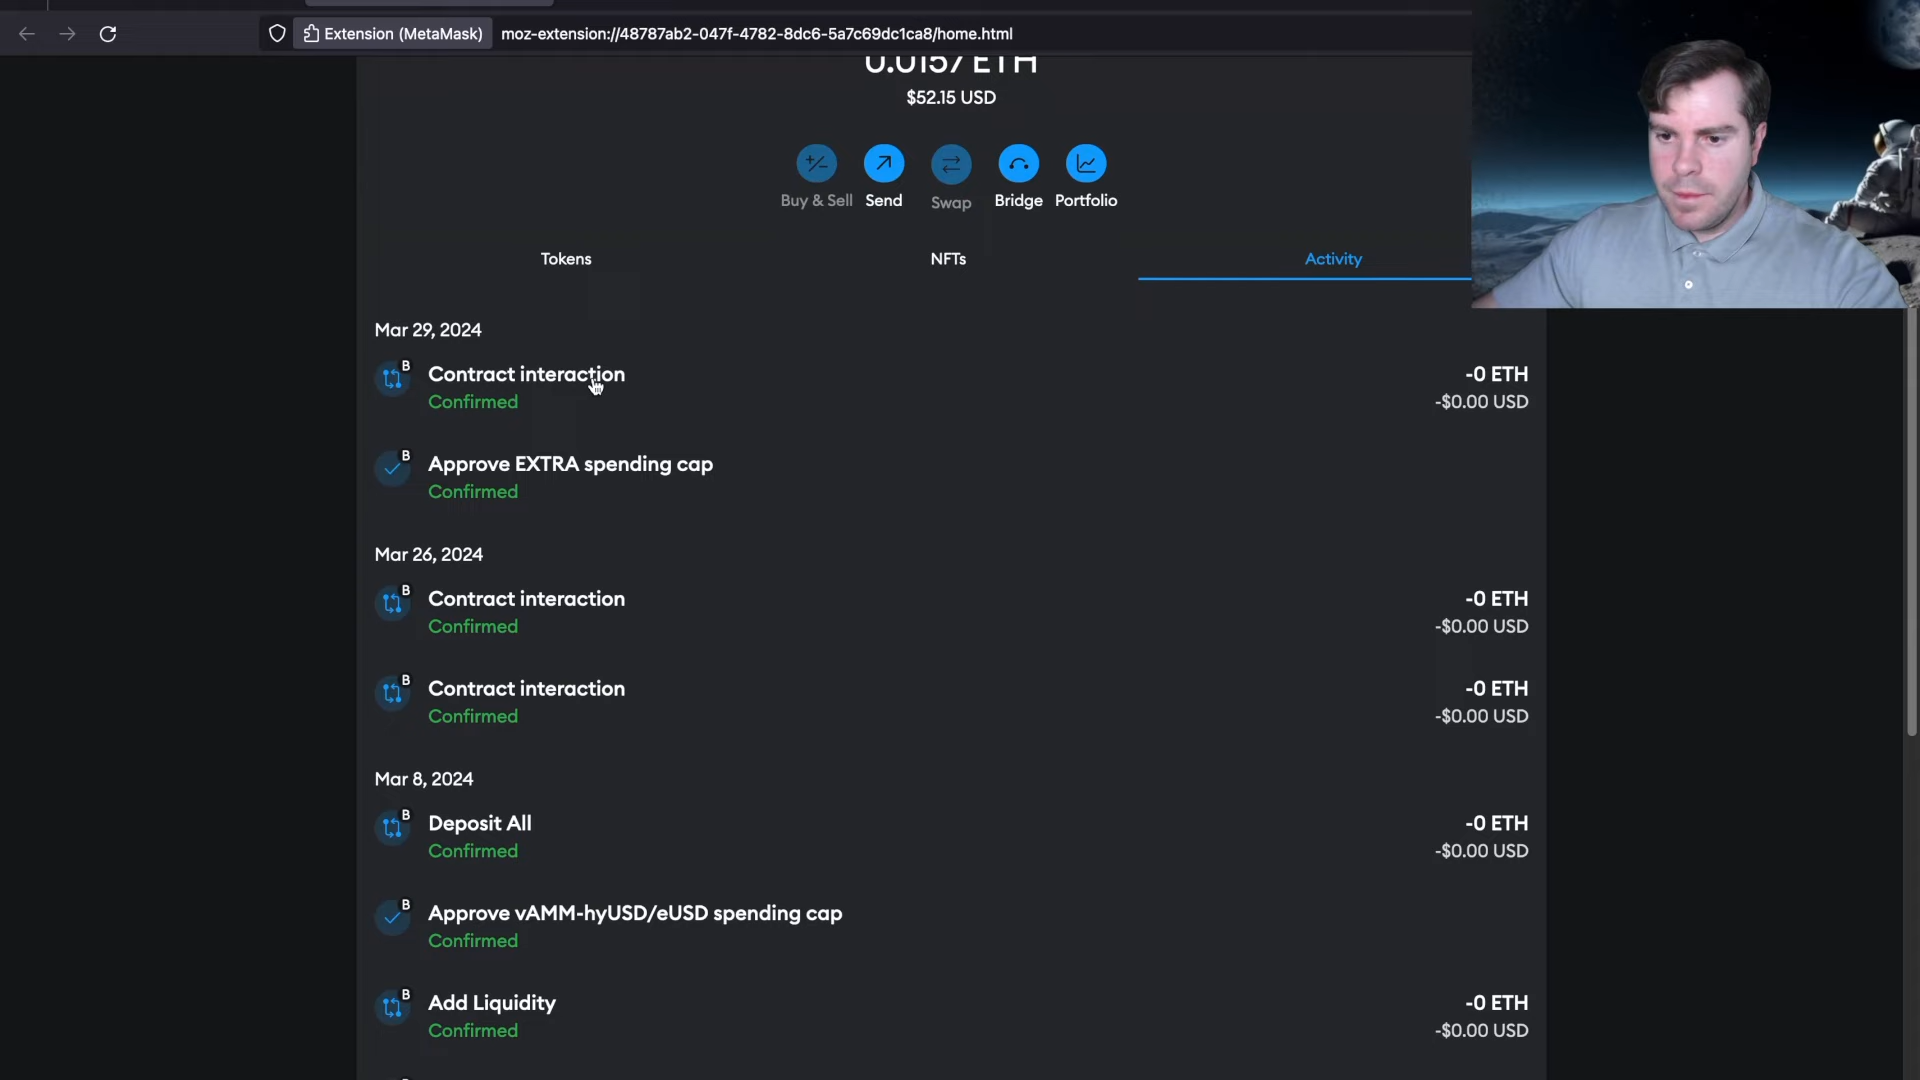 Extension (MetaMask) moz-extension://48787ab2-047f-4782-8dc6-5a7c69dc1ca8/home.html
0.0157 ETH
$52.15 USD
Buy & Sell Send Swap Bridge Portfolio
Tokens NFTs Activity
Mar 29, 2024
B
Contract interaction -0 ETH
Confirmed -$0.00 USD
B
Approve EXTRA spending cap
Confirmed
Mar 26, 2024
B
Contract interaction -0 ETH
Confirmed -$0.00 USD
B
Contract interaction -0 ETH
Confirmed -$0.00 USD
Mar 8, 2024
B
Deposit All -0 ETH
Confirmed -$0.00 USD
B
Approve vAMM-hyUSD/eUSD spending cap
Confirmed
B
Add Liquidity -0 ETH
Confirmed -$0.00 USD